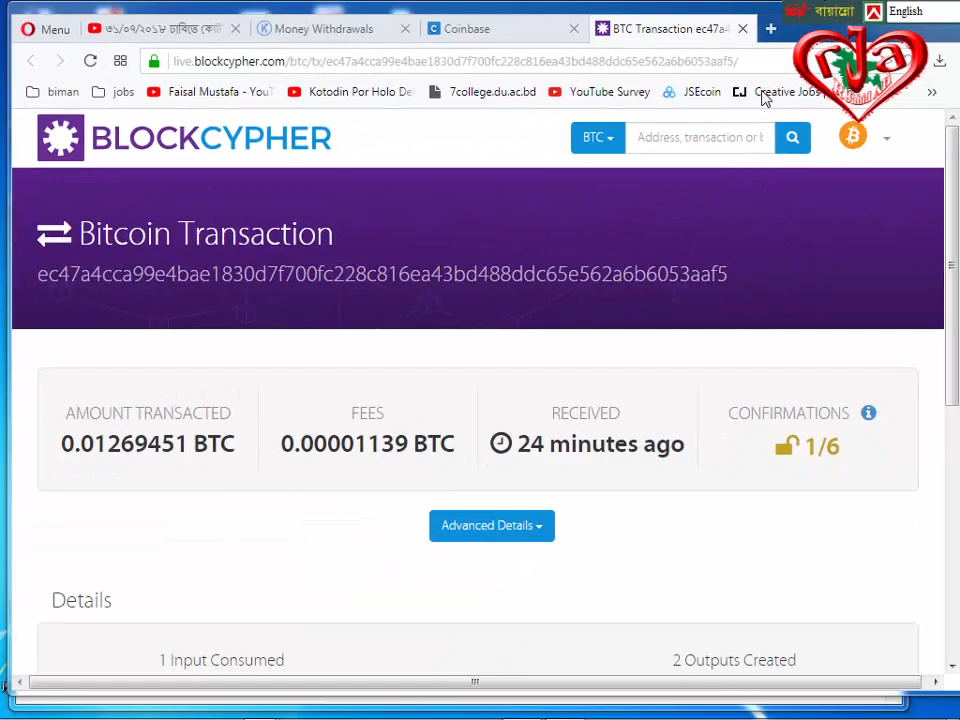 বায়ান্নো English
Menu ৩১/০৭/২০১৮ Money Withdrawals Coinbase BTC Transaction ec47a4
live.blockcypher.com/btc/tx/ec47a4cca99e4bae1830d7f700fc228c816ea43bd488ddc65e562a6b6053aaf5/
biman jobs Faisal Mustafa - You Kotodin Por Holo De 7college.du.ac.bd YouTube Survey JSEcoin Creative Jobs »
rja
BLOCKCYPHER BTC Address, transaction or b
Bitcoin Transaction
ec47a4cca99e4bae1830d7f700fc228c816ea43bd488ddc65e562a6b6053aaf5
AMOUNT TRANSACTED FEES RECEIVED CONFIRMATIONS
0.01269451 BTC 0.00001139 BTC 24 minutes ago 1/6
Advanced Details
Details
1 Input Consumed 2 Outputs Created